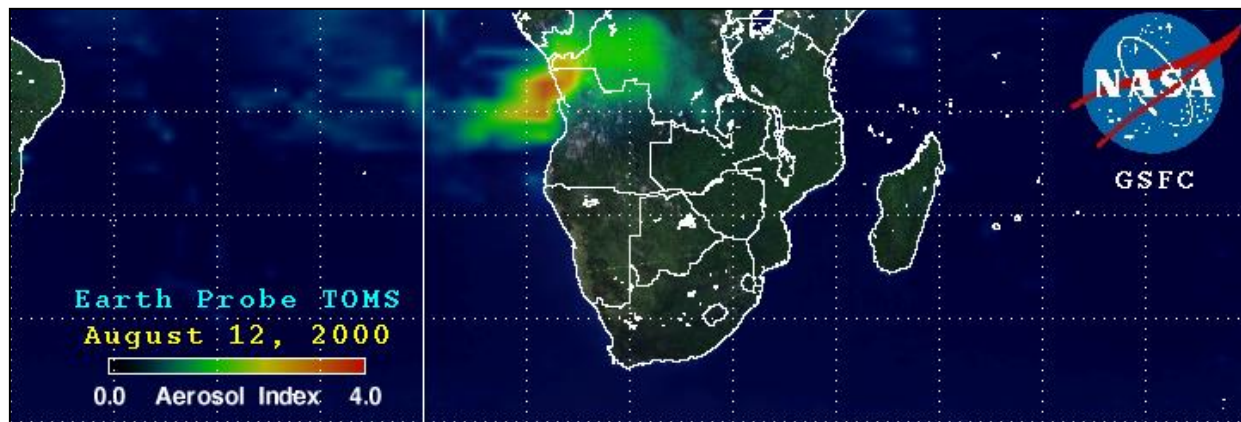 NASA
GSFC
Earth Probe TOMS
August 12, 2000
0.0 Aerosol Index 4.0